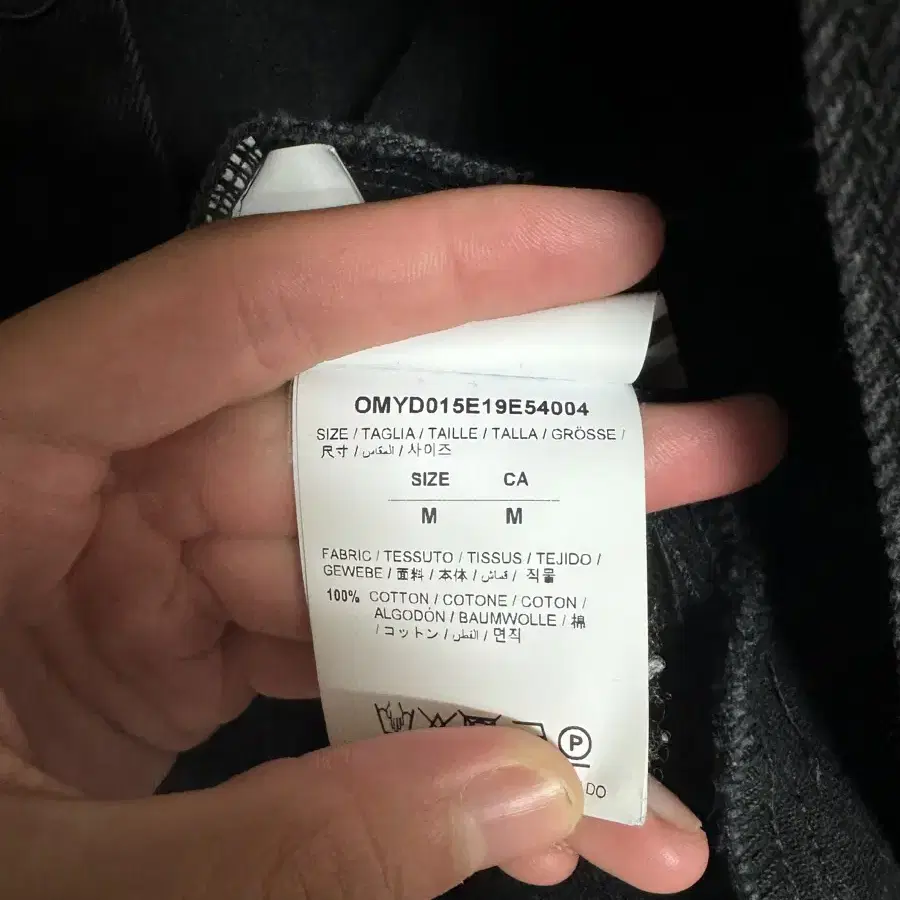 OMYD015E19E54004
SIZE / TAGLIA / TAILLE / TALLA / GRÖSSE /
尺寸 / المقاس / 사이즈
SIZE CA
M M
FABRIC / TESSUTO / TISSUS / TEJIDO /
GEWEBE / 面料 / 本体 / قماش / 직물
100% COTTON / COTONE / COTON /
ALGODÓN / BAUMWOLLE / 棉
/ コットン / القطن / 면직
P
DO